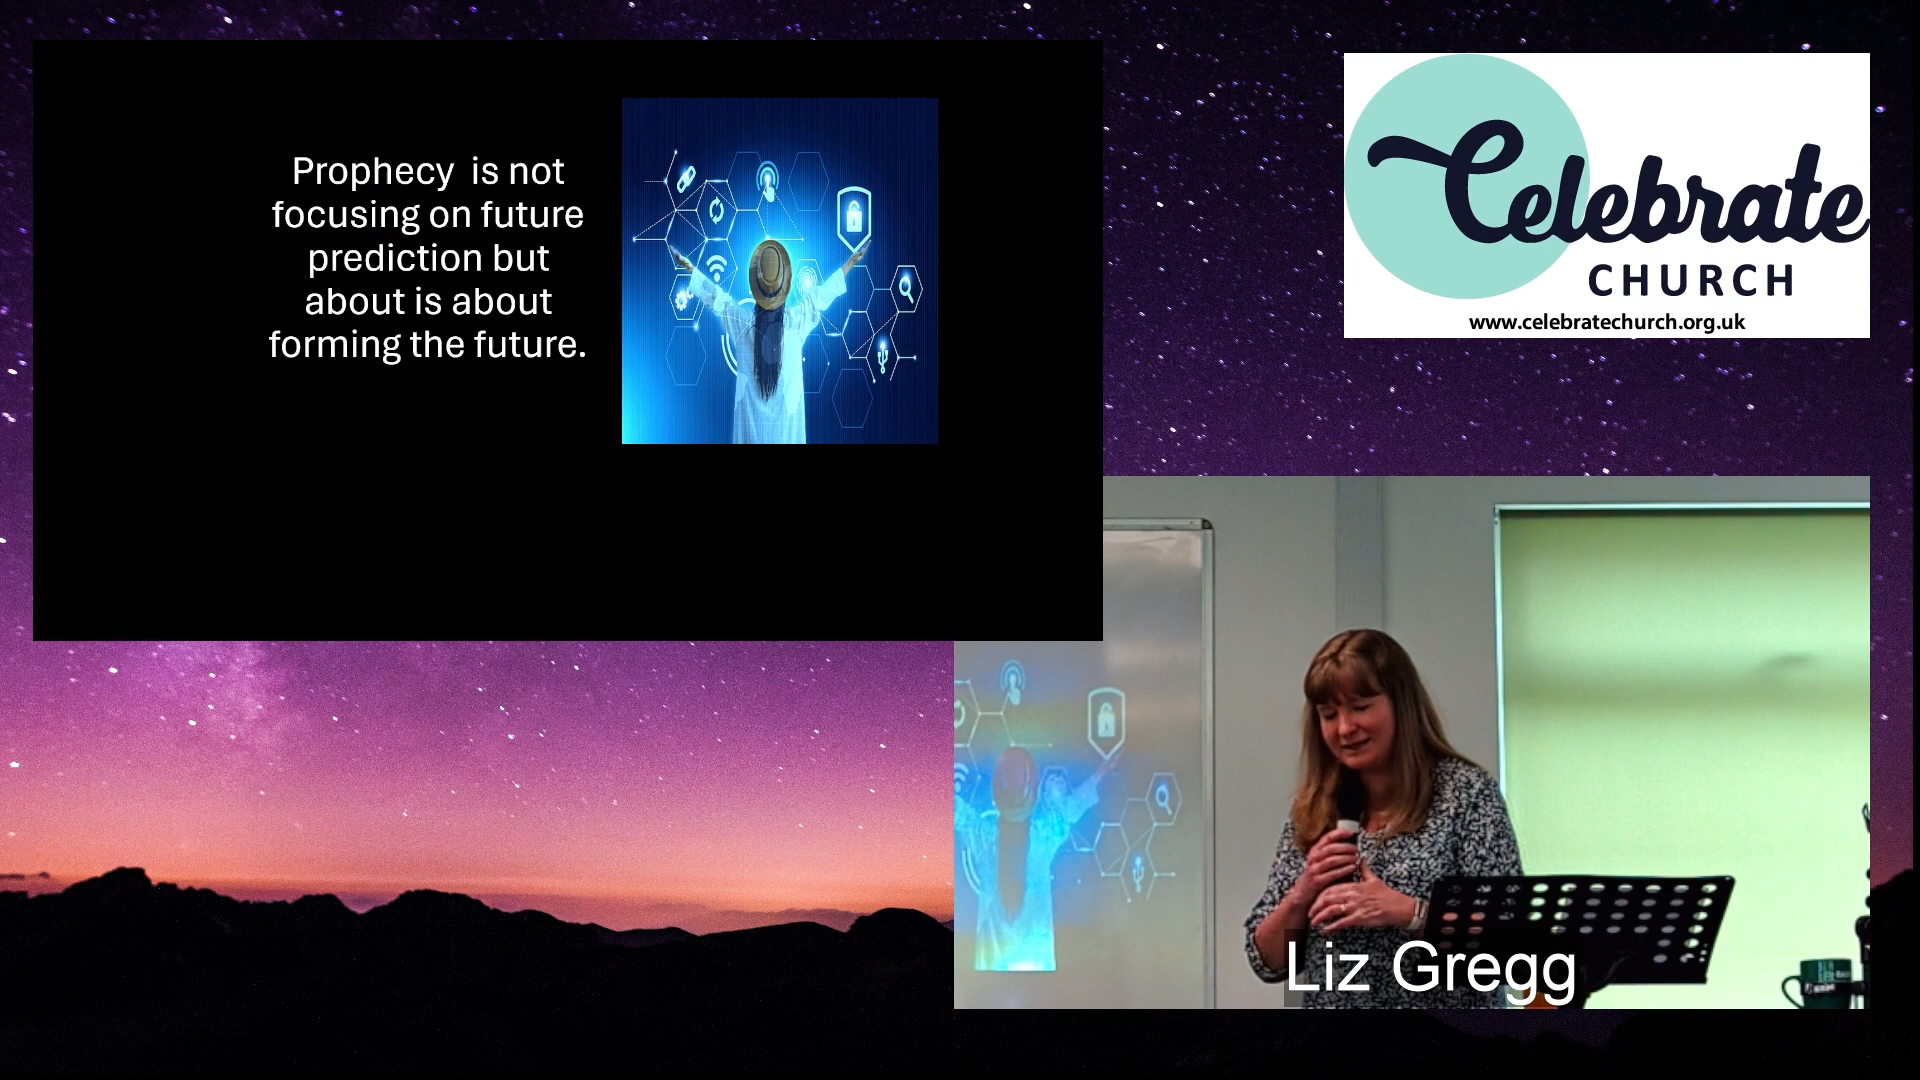 Prophecy  is not
focusing on future
prediction but
about is about
forming the future.
Celebrate
CHURCH
www.celebratechurch.org.uk
Liz Gregg